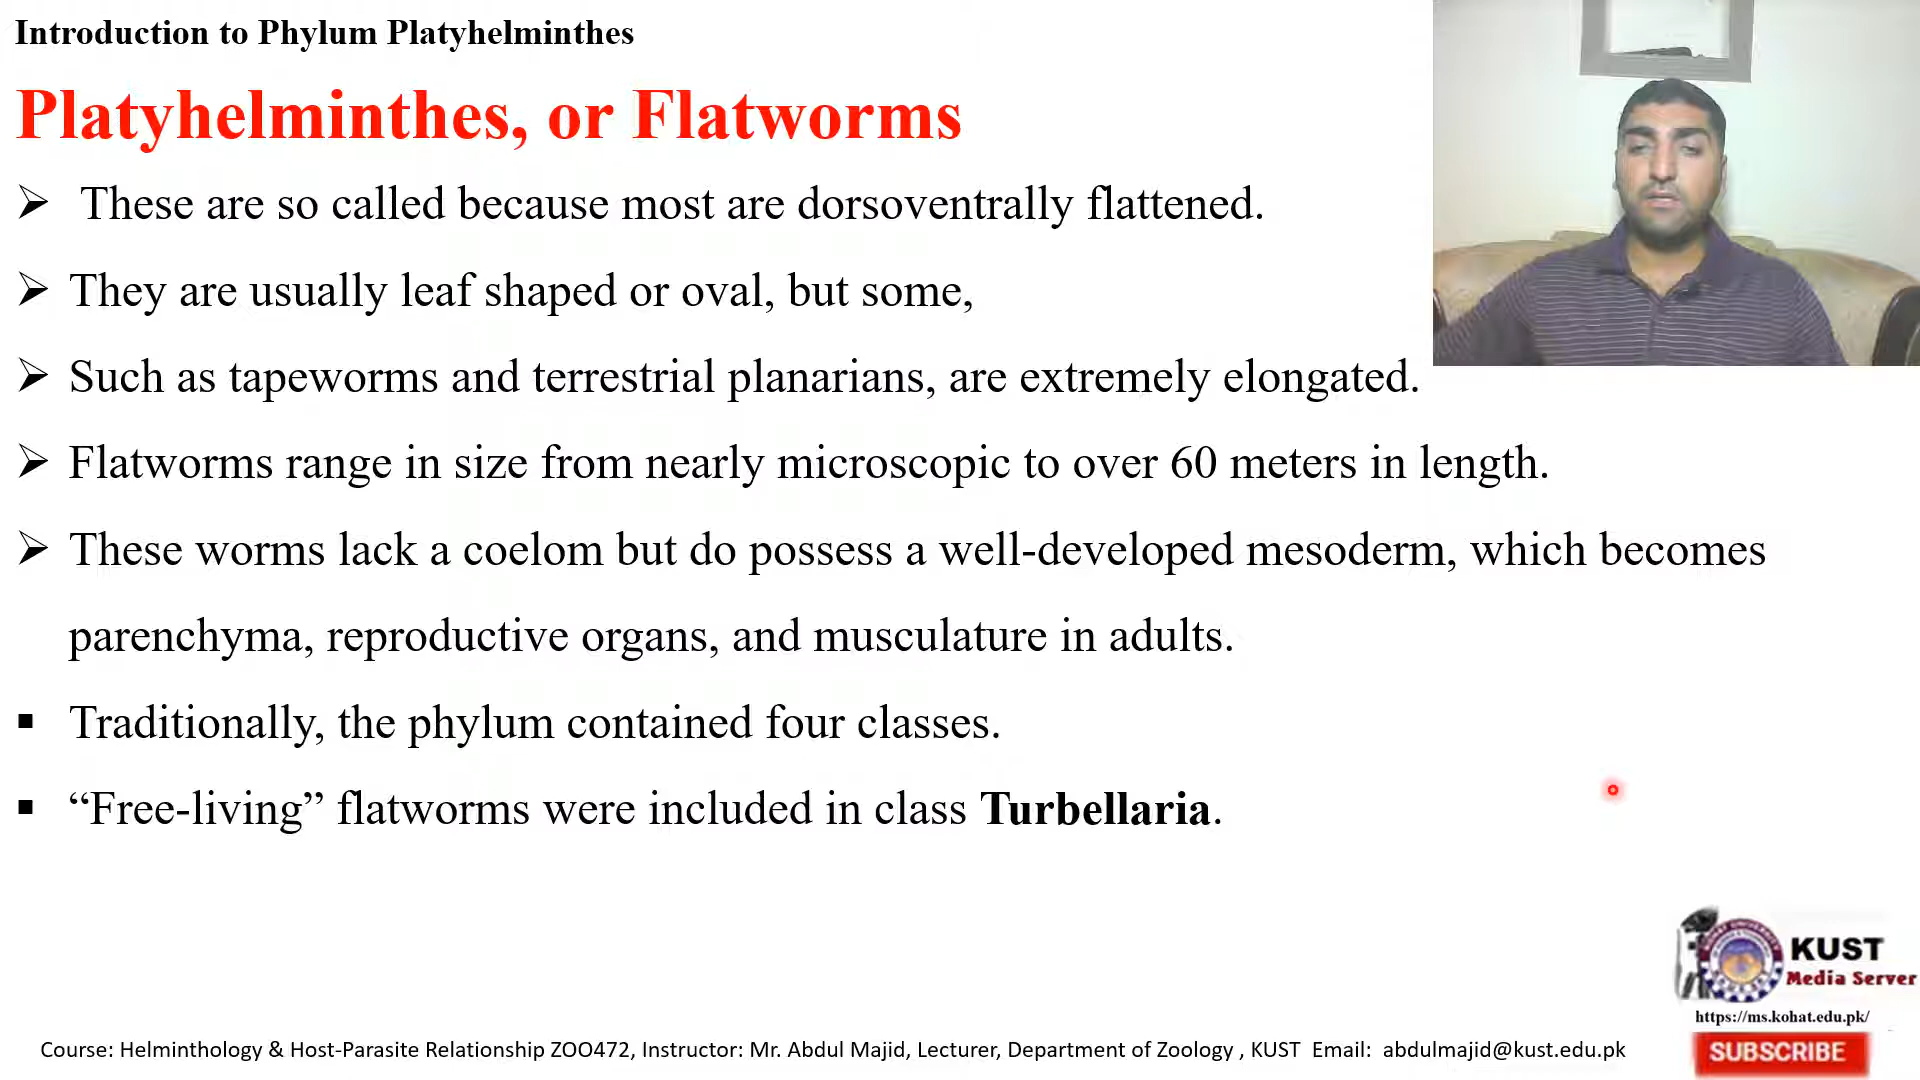 Introduction to Phylum Platyhelminthes
Platyhelminthes, or Flatworms
➢ These are so called because most are dorsoventrally flattened.
➢ They are usually leaf shaped or oval, but some,
➢ Such as tapeworms and terrestrial planarians, are extremely elongated.
➢ Flatworms range in size from nearly microscopic to over 60 meters in length.
➢ These worms lack a coelom but do possess a well-developed mesoderm, which becomes
parenchyma, reproductive organs, and musculature in adults.
▪ Traditionally, the phylum contained four classes.
▪ “Free-living” flatworms were included in class Turbellaria.
KUST
Media Server
https://ms.kohat.edu.pk/
SUBSCRIBE
Course: Helminthology & Host-Parasite Relationship ZOO472, Instructor: Mr. Abdul Majid, Lecturer, Department of Zoology , KUST Email: abdulmajid@kust.edu.pk